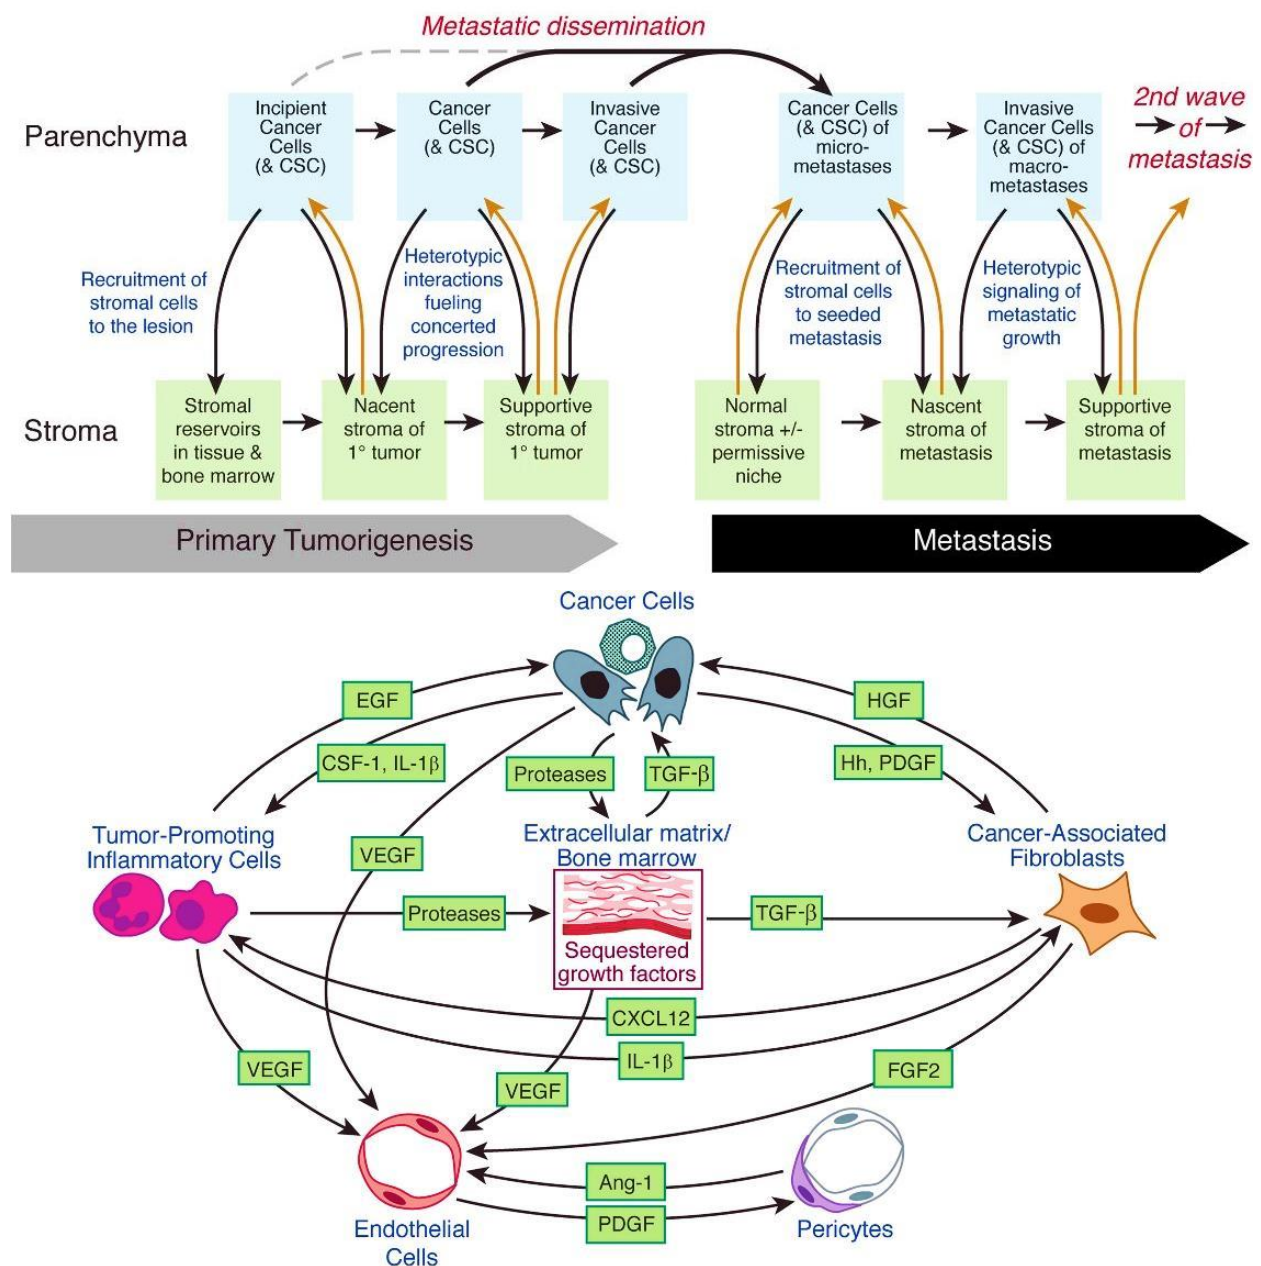 Metastatic dissemination
Parenchyma
Incipient
Cancer
Cells
(& CSC)
Cancer
Cells
(& CSC)
Invasive
Cancer
Cells
(& CSC)
Cancer Cells
(& CSC) of
micro-
metastases
Invasive
Cancer Cells
(& CSC) of
macro-
metastases
2nd wave
of
metastasis
Recruitment of
stromal cells
to the lesion
Heterotypic
interactions
fueling
concerted
progression
Recruitment of
stromal cells
to seeded
metastasis
Heterotypic
signaling of
metastatic
growth
Stroma
Stromal
reservoirs
in tissue &
bone marrow
Nacent
stroma of
1° tumor
Supportive
stroma of
1° tumor
Normal
stroma +/-
permissive
niche
Nascent
stroma of
metastasis
Supportive
stroma of
metastasis
Primary Tumorigenesis
Metastasis
Cancer Cells
EGF
HGF
CSF-1, IL-1β
Proteases
TGF-β
Hh, PDGF
Tumor-Promoting
Inflammatory Cells
VEGF
Extracellular matrix/
Bone marrow
Cancer-Associated
Fibroblasts
Proteases
TGF-β
Sequestered
growth factors
CXCL12
IL-1β
VEGF
VEGF
FGF2
Ang-1
PDGF
Endothelial
Cells
Pericytes